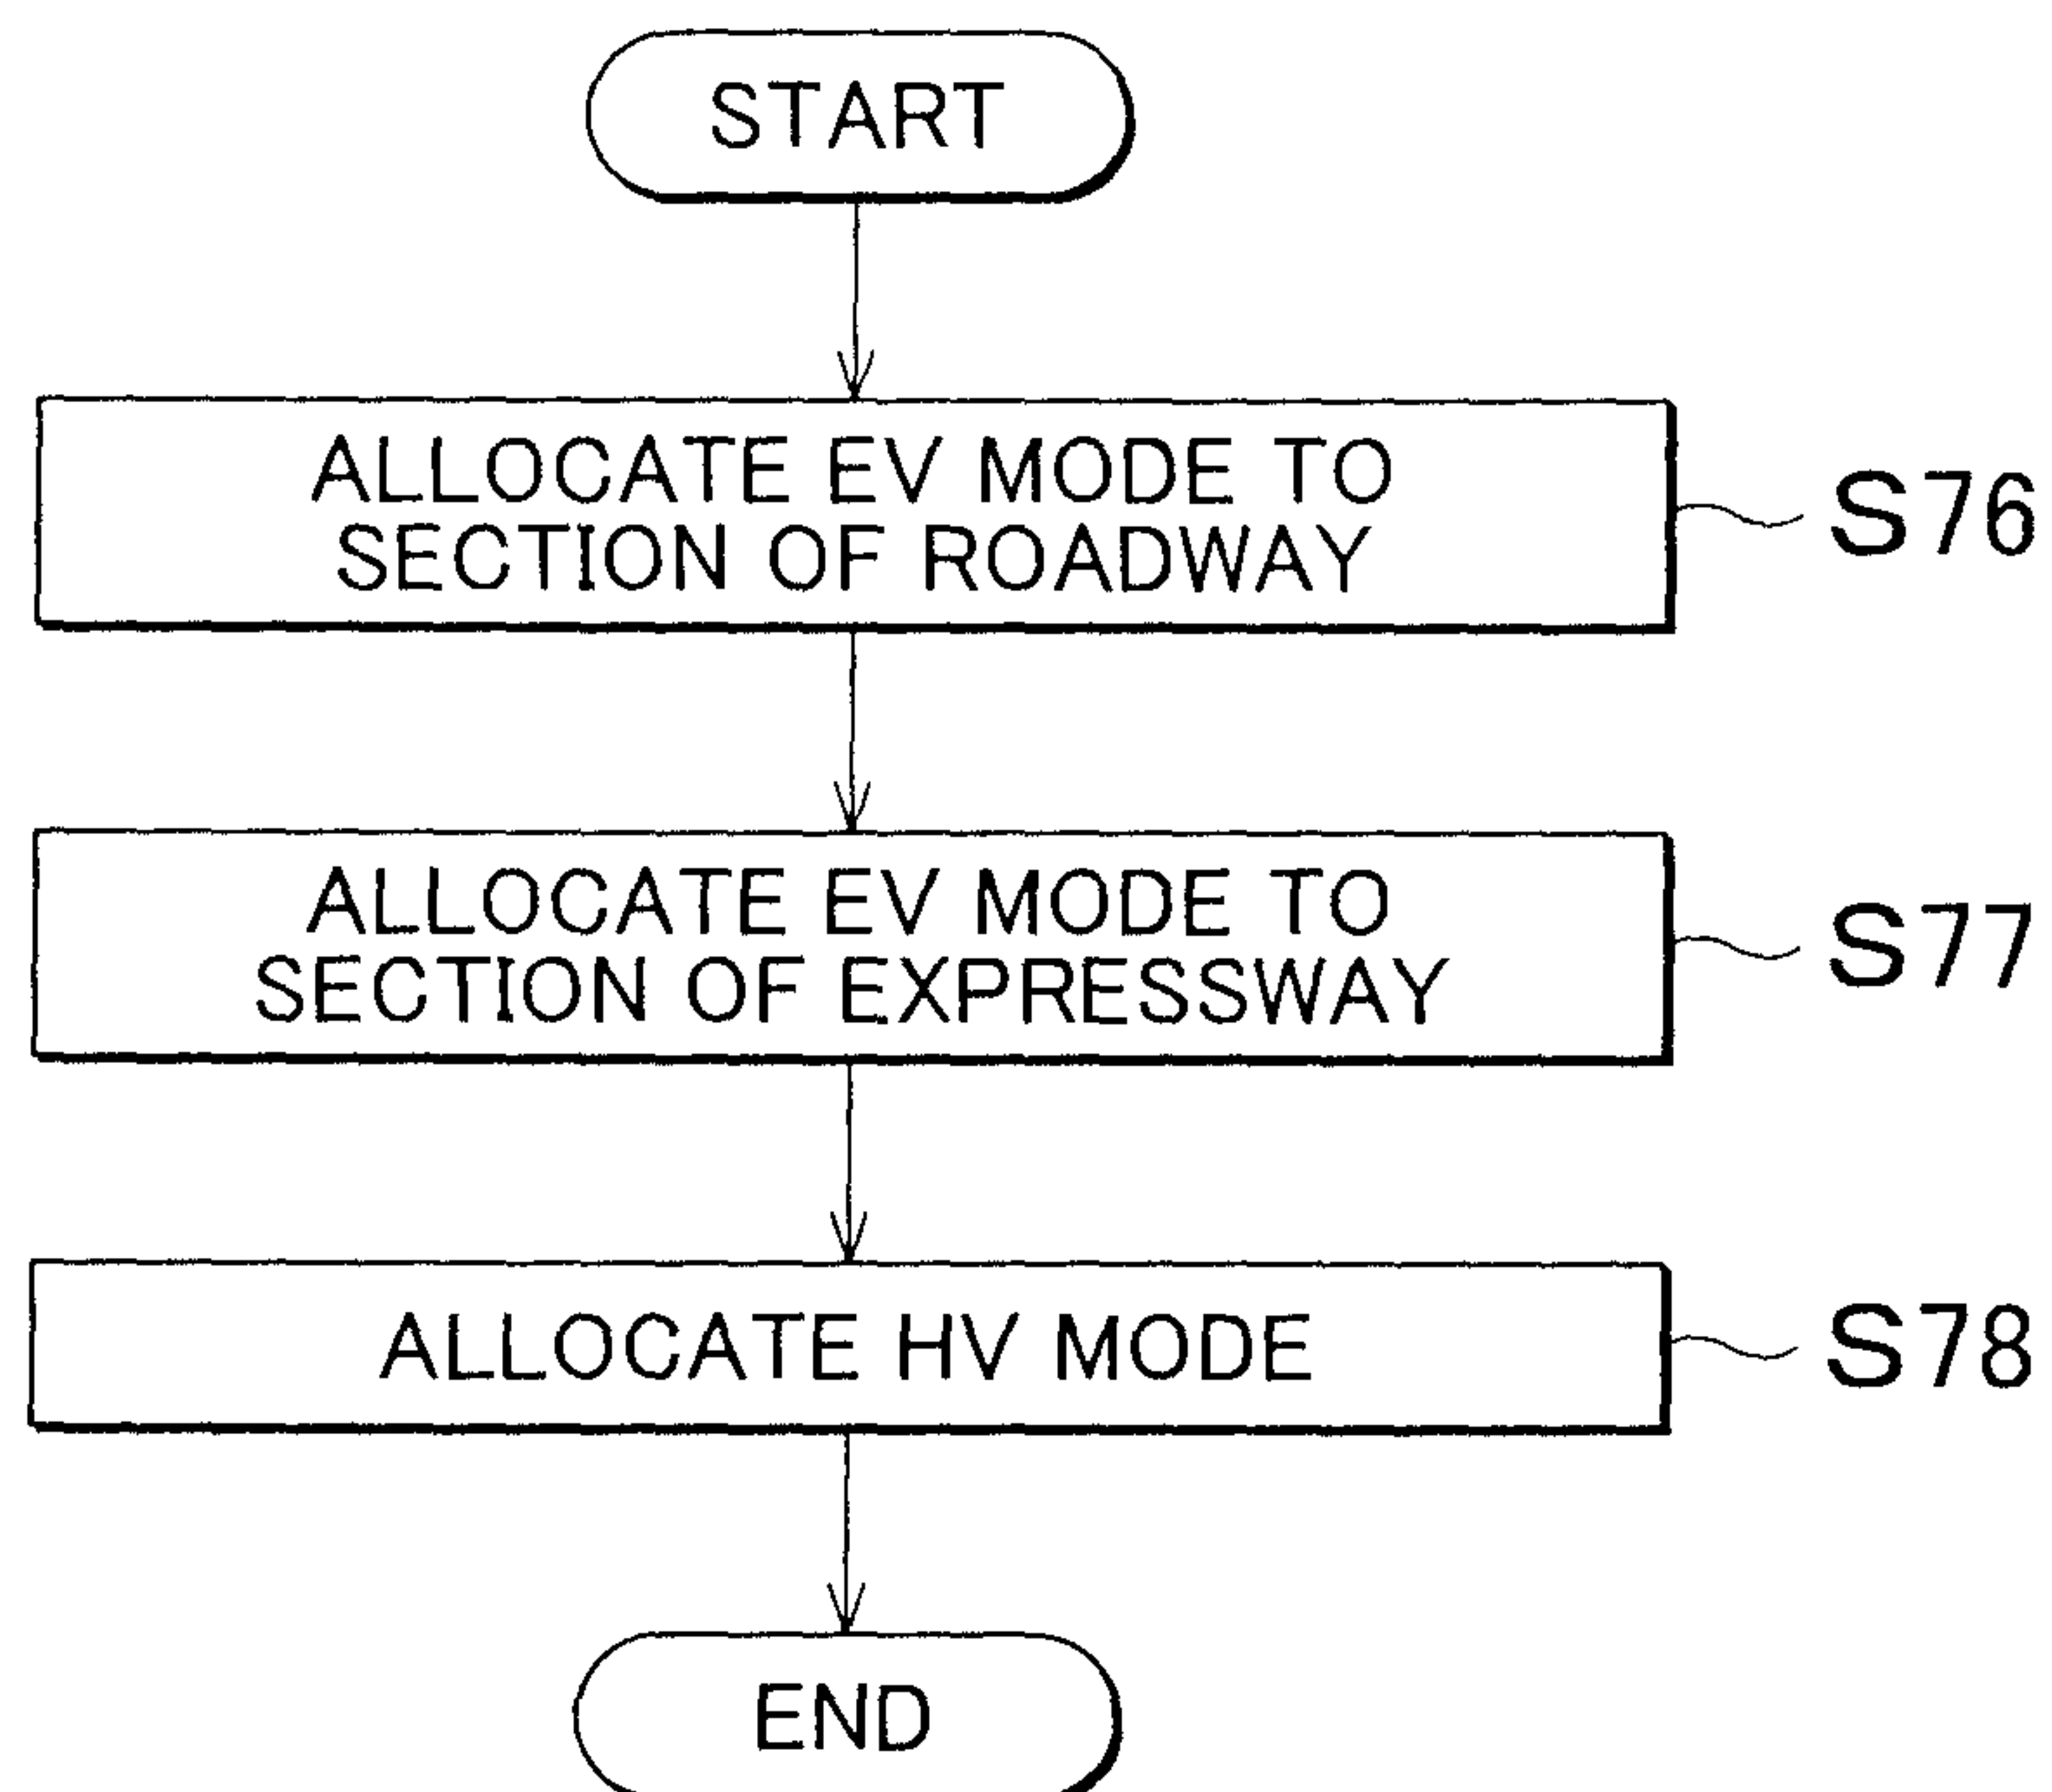 START
ALLOCATE EV MODE TO
SECTION OF ROADWAY
S76
ALLOCATE EV MODE TO
SECTION OF EXPRESSWAY
S77
ALLOCATE HV MODE
S78
END